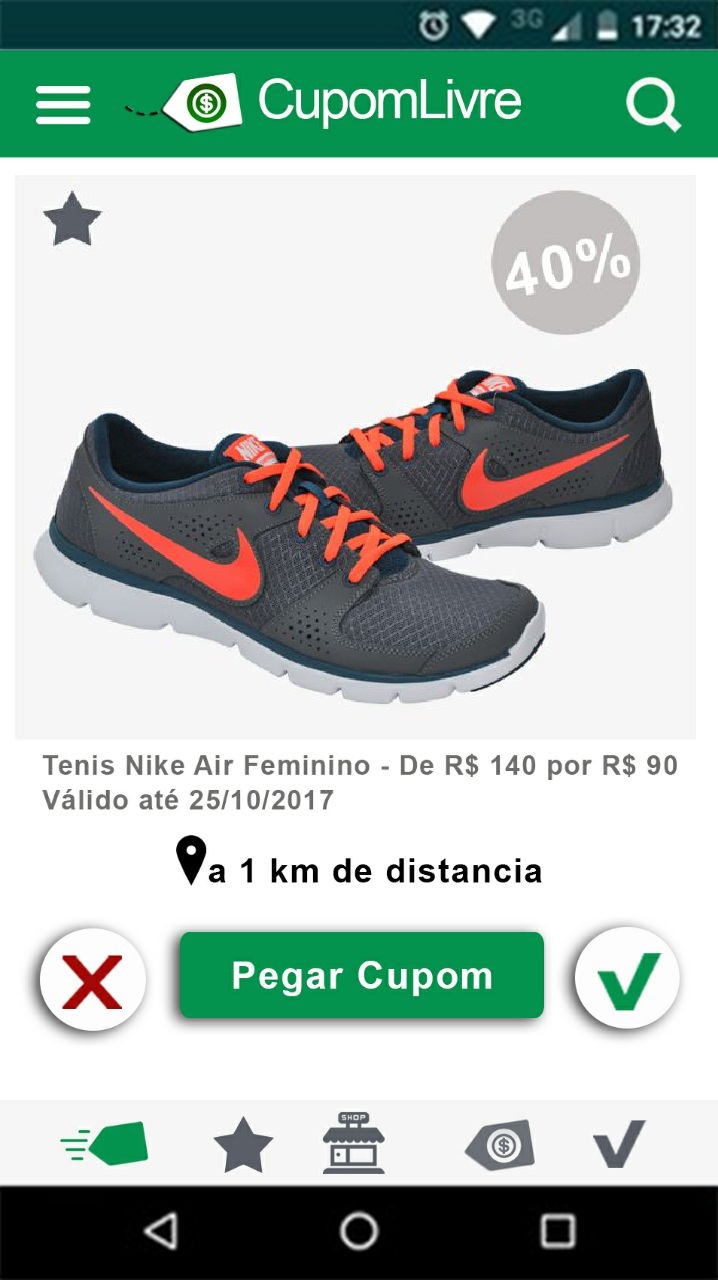 3G 17:32
CupomLivre
40%
NIKE
Tenis Nike Air Feminino - De R$ 140 por R$ 90
Válido até 25/10/2017
a 1 km de distancia
Pegar Cupom
SHOP